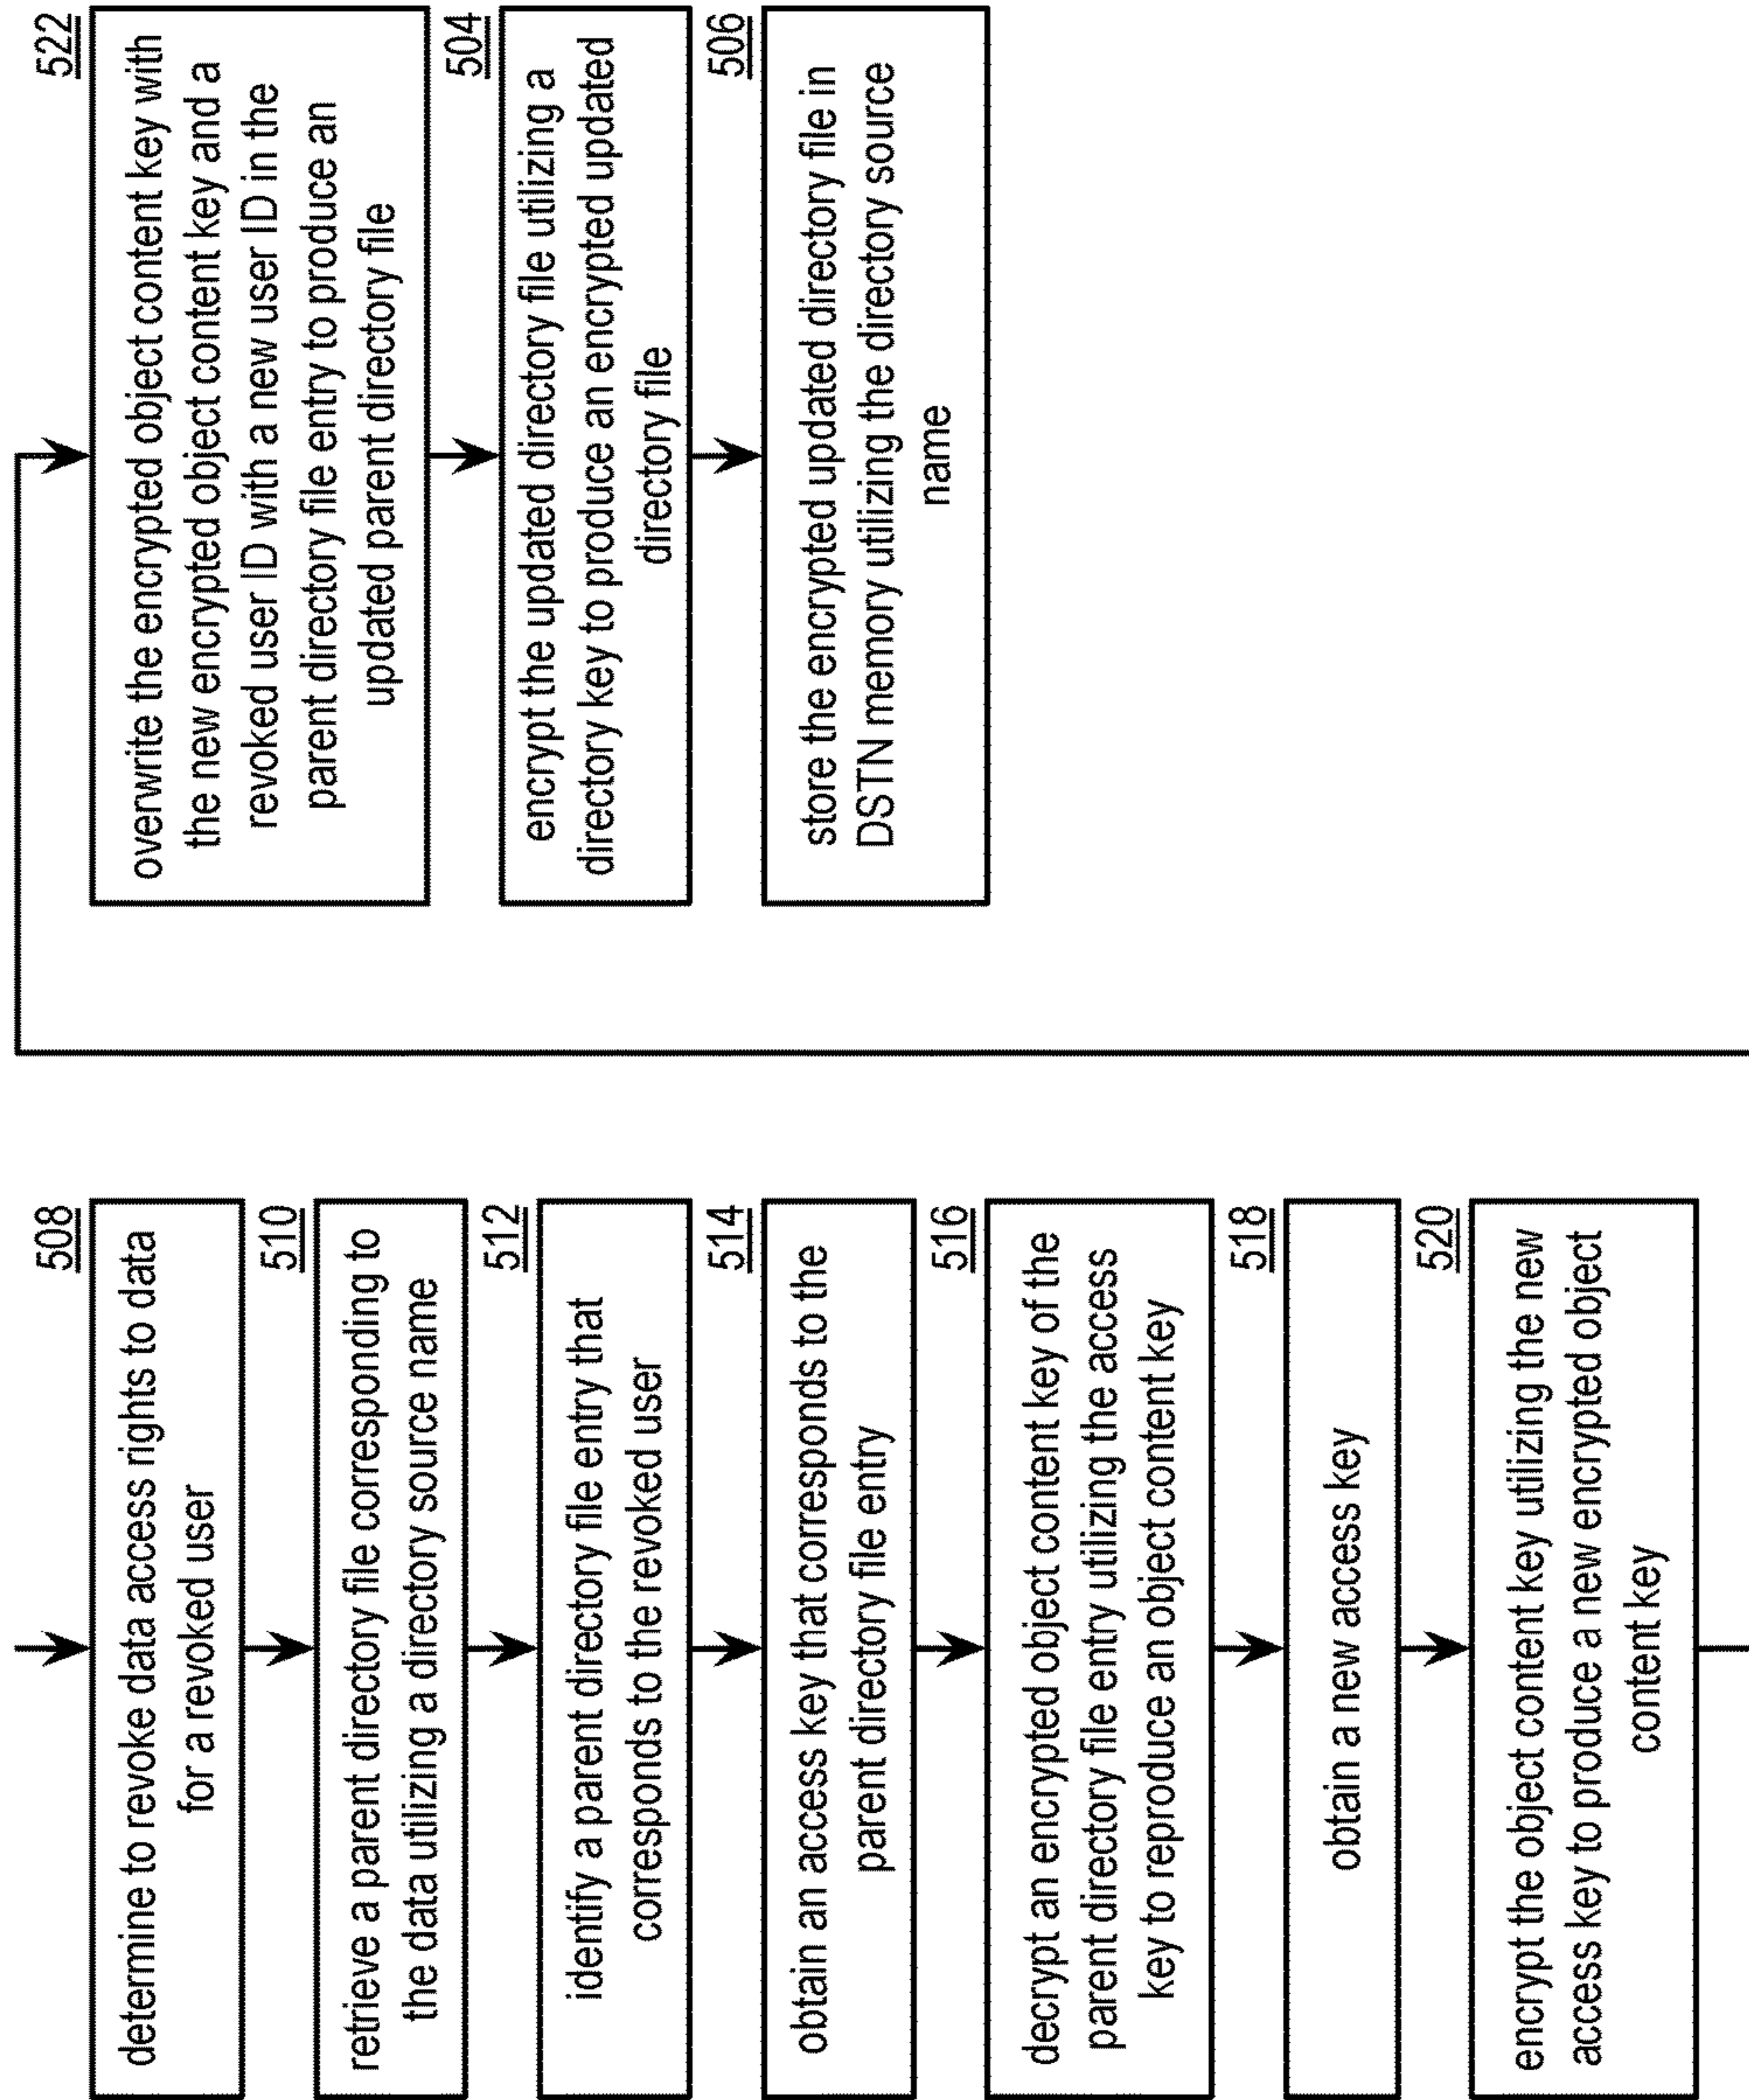 508
determine to revoke data access rights to data
for a revoked user
510
retrieve a parent directory file corresponding to
the data utilizing a directory source name
512
identify a parent directory file entry that
corresponds to the revoked user
514
obtain an access key that corresponds to the
parent directory file entry
516
decrypt an encrypted object content key of the
parent directory file entry utilizing the access
key to reproduce an object content key
518
obtain a new access key
520
encrypt the object content key utilizing the new
access key to produce a new encrypted object
content key
522
overwrite the encrypted object content key with
the new encrypted object content key and a
revoked user ID with a new user ID in the
parent directory file entry to produce an
updated parent directory file
504
encrypt the updated directory file utilizing a
directory key to produce an encrypted updated
directory file
506
store the encrypted updated directory file in
DSTN memory utilizing the directory source
name